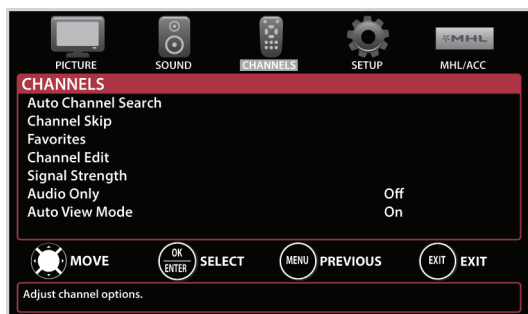 MHL
PICTURE SOUND CHANNELS SETUP MHL/ACC
CHANNELS
Auto Channel Search
Channel Skip
Favorites
Channel Edit
Signal Strength
Audio Only Off
Auto View Mode On
MOVE OK ENTER SELECT MENU PREVIOUS EXIT EXIT
Adjust channel options.